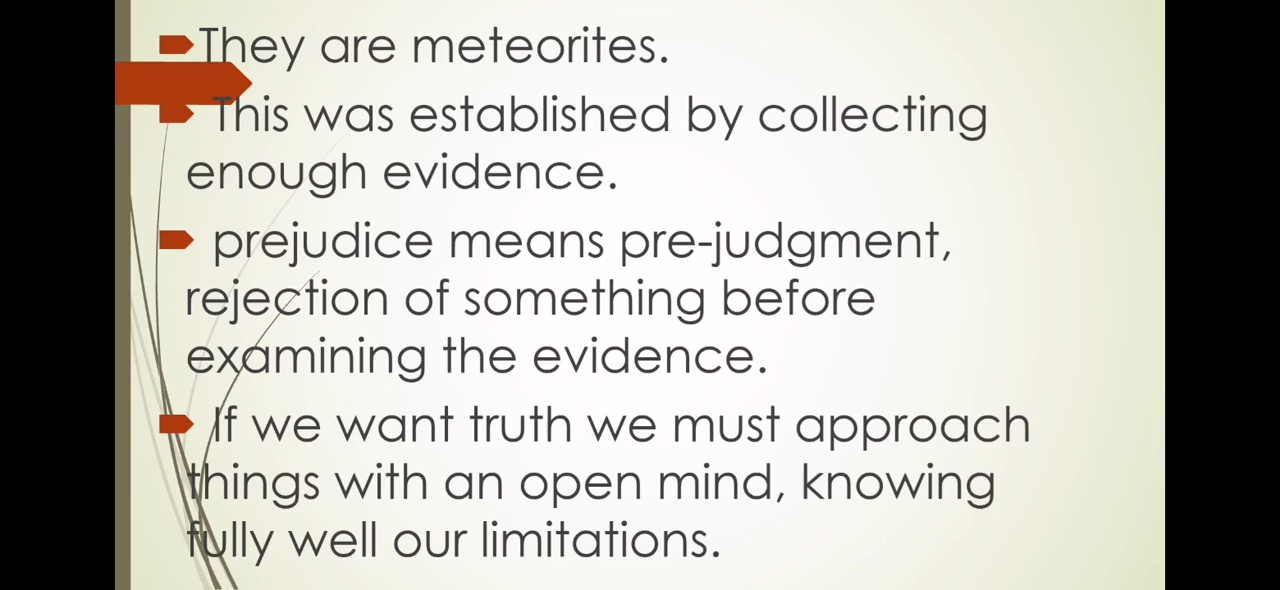 They are meteorites.
This was established by collecting
enough evidence.
prejudice means pre-judgment,
rejection of something before
examining the evidence.
If we want truth we must approach
things with an open mind, knowing
fully well our limitations.